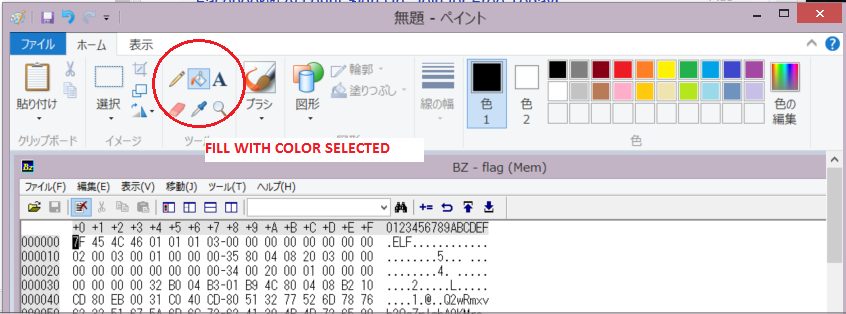 無題 - ペイント
ファイル ホーム 表示
貼り付け
選択
A
ブラシ
図形
輪郭
塗りつぶし
線の幅
色 1
色 2
色の編集
クリップボード イメージ ツール 色
FILL WITH COLOR SELECTED
Bz BZ - flag (Mem)
ファイル(F) 編集(E) 表示(V) 移動(J) ツール(T) ヘルプ(H)
+0 +1 +2 +3 +4 +5 +6 +7 +8 +9 +A +B +C +D +E +F 0123456789ABCDEF
000000 7F 45 4C 46 01 01 01 03-00 00 00 00 00 00 00 00 .ELF............
000010 02 00 03 00 01 00 00 00-35 80 04 08 20 03 00 00 ........5... ...
000020 00 00 00 00 00 00 00 00-34 00 20 00 01 00 00 00 ........4. .....
000030 00 00 00 00 32 B0 04 B3-01 B9 4C 80 04 08 B2 10 ....2.....L.....
000040 CD 80 EB 00 31 C0 40 CD-80 51 32 77 52 6D 78 76 ....1.@..Q2wRmxv